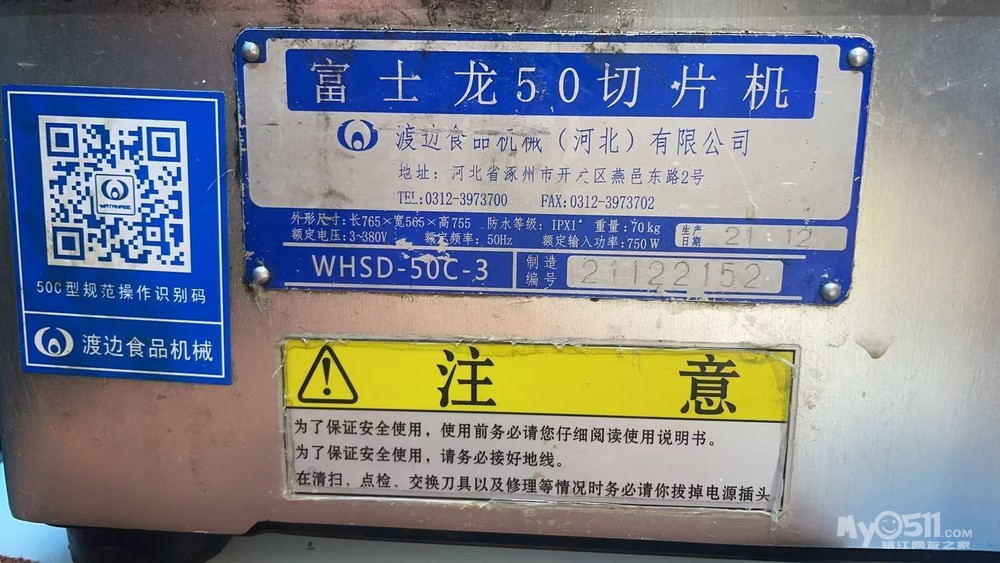 富士龙50切片机
渡边食品机械（河北）有限公司
地址：河北省涿州市开发区燕邑东路2号
TEL:0312-3973700 FAX:0312-3973702
外形尺寸：长765×宽565×高755 防水等级：IPX1 重量：70kg 生产日期 21 12
额定电压：3~380V 额定频率：50Hz 额定输入功率：750W
WHSD-50C-3 制造编号 21122152
WATANABE
50C型规范操作识别码
渡边食品机械
注意
为了保证安全使用，使用前务必请您仔细阅读使用说明书。
为了保证安全使用，请务必接好地线。
在清扫、点检、交换刀具以及修理等情况时务必请你拔掉电源插头
My0511.COM
镇江网友之家